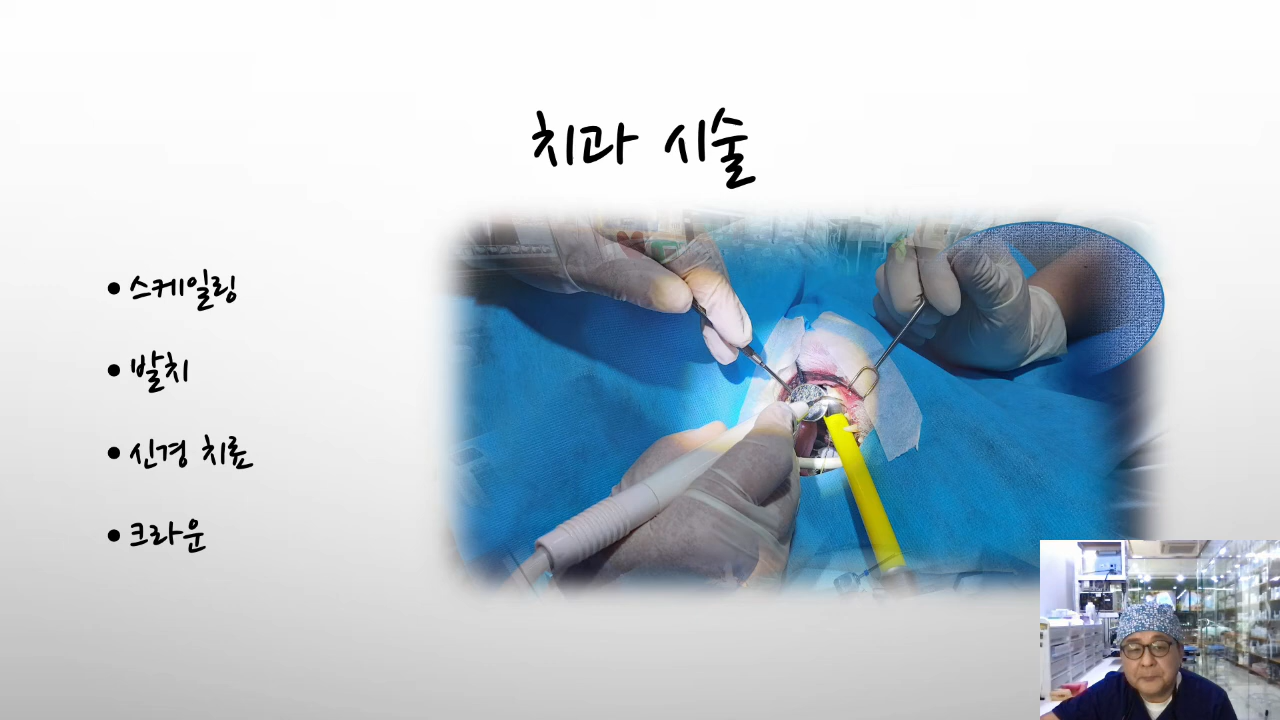 치과 시술
• 스케일링
• 발치
• 신경 치료
• 크라운